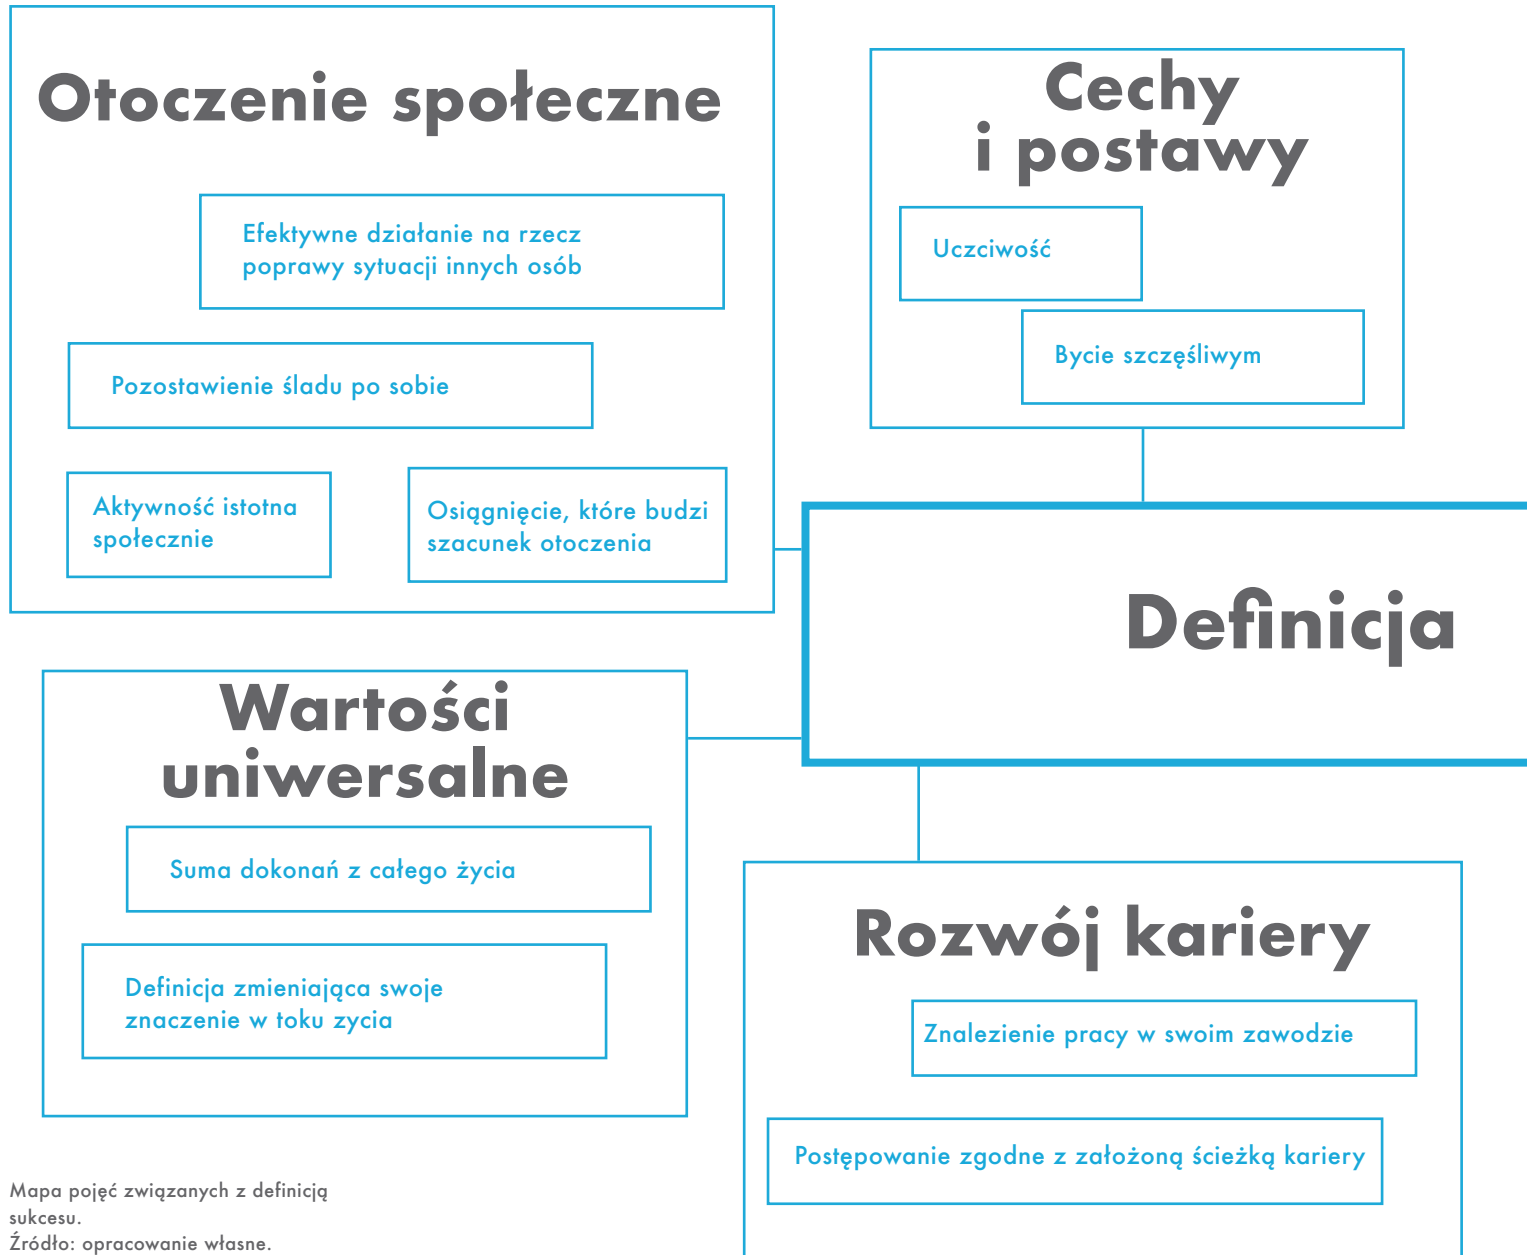 Otoczenie społeczne
Efektywne działanie na rzecz
poprawy sytuacji innych osób
Pozostawienie śladu po sobie
Aktywność istotna
społecznie
Osiągnięcie, które budzi
szacunek otoczenia
Cechy
i postawy
Uczciwość
Bycie szczęśliwym
Definicja
Wartości
uniwersalne
Suma dokonań z całego życia
Definicja zmieniająca swoje
znaczenie w toku zycia
Rozwój kariery
Znalezienie pracy w swoim zawodzie
Postępowanie zgodne z założoną ścieżką kariery
Mapa pojęć związanych z definicją
sukcesu.
Źródło: opracowanie własne.